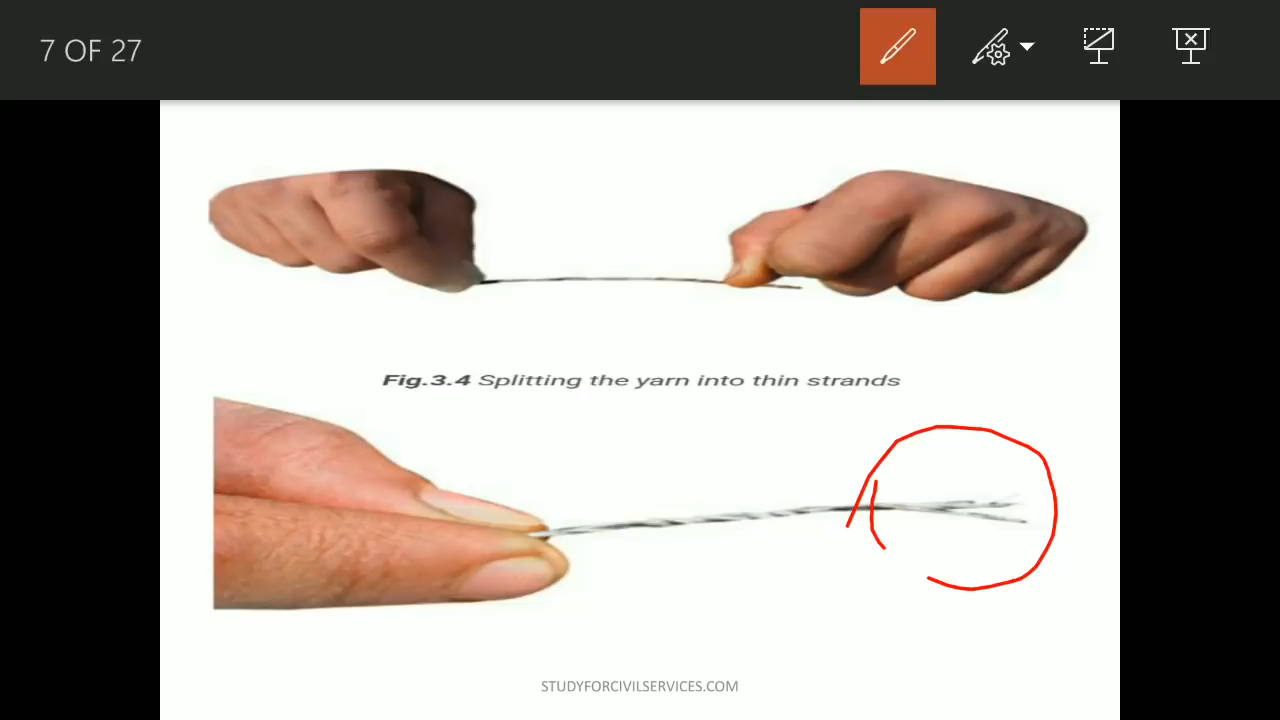 7 OF 27
Fig.3.4 Splitting the yarn into thin strands
STUDYFORCIVILSERVICES.COM